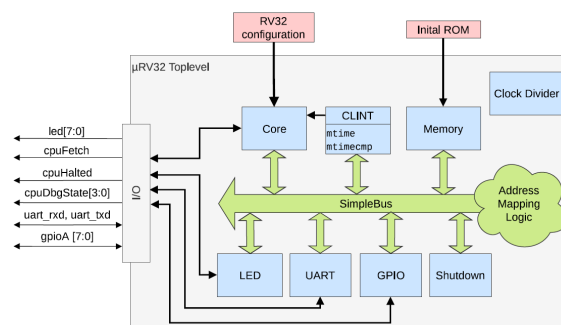 RV32
configuration
Inital ROM
µRV32 Toplevel
Clock Divider
CLINT
mtime
mtimecmp
Core
Memory
led[7:0]
cpuFetch
cpuHalted
cpuDbgState[3:0]
uart_rxd, uart_txd
gpioA [7:0]
I/O
SimpleBus
Address
Mapping
Logic
LED
UART
GPIO
Shutdown